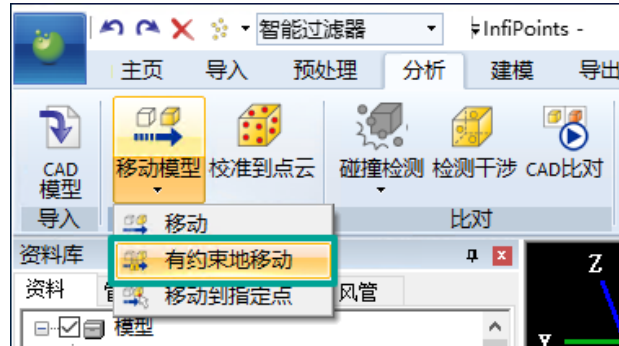 智能过滤器 InfiPoints -
主页 导入 预处理 分析 建模 导出
CAD模型 移动模型 校准到点云 碰撞检测 检测干涉 CAD比对
导入 比对
移动
资料库 有约束地移动
资料 移动到指定点 风管
模型
Z
Y